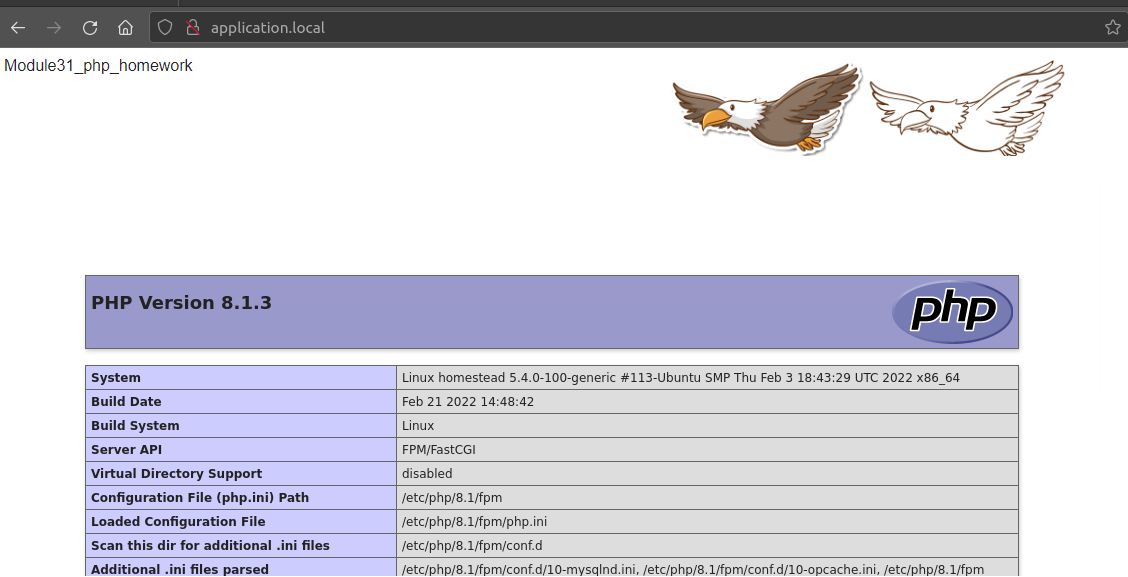 application.local
Module31_php_homework
PHP Version 8.1.3
php
System Linux homestead 5.4.0-100-generic #113-Ubuntu SMP Thu Feb 3 18:43:29 UTC 2022 x86_64
Build Date Feb 21 2022 14:48:42
Build System Linux
Server API FPM/FastCGI
Virtual Directory Support disabled
Configuration File (php.ini) Path /etc/php/8.1/fpm
Loaded Configuration File /etc/php/8.1/fpm/php.ini
Scan this dir for additional .ini files /etc/php/8.1/fpm/conf.d
Additional .ini files parsed /etc/php/8.1/fpm/conf.d/10-mysqlnd.ini, /etc/php/8.1/fpm/conf.d/10-opcache.ini, /etc/php/8.1/fpm